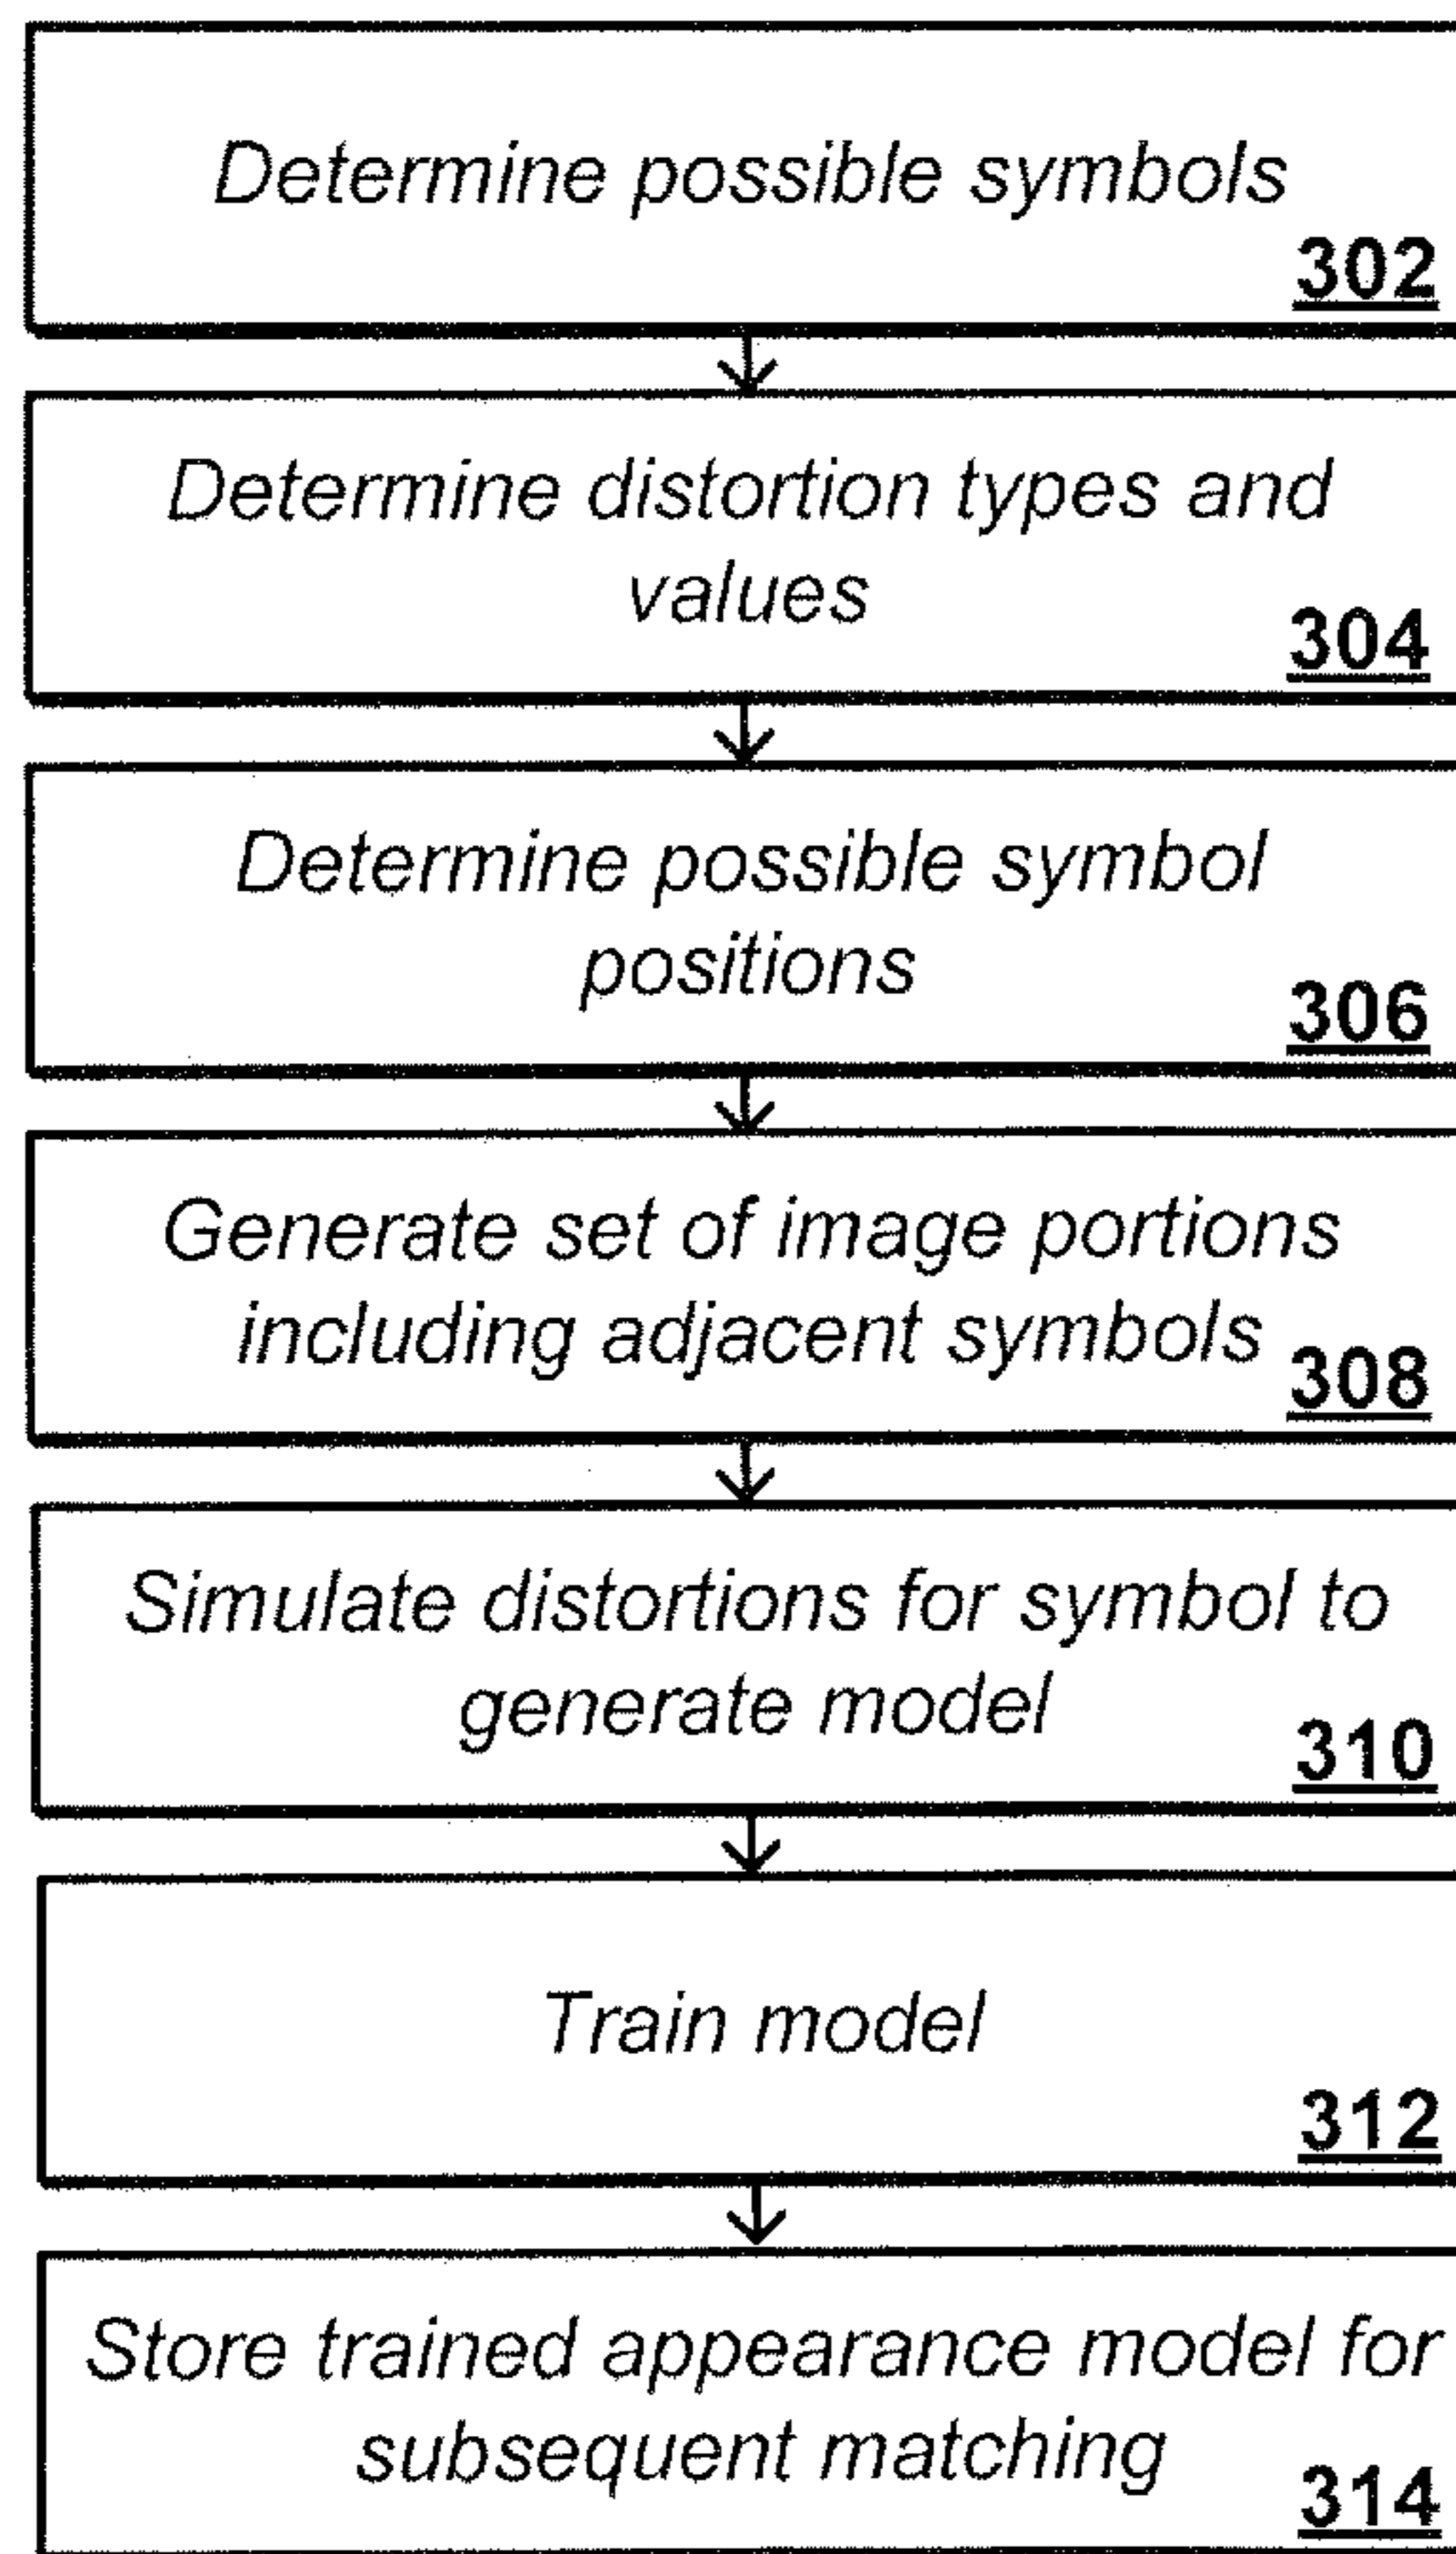 Determine possible symbols
302
Determine distortion types and
values
304
Determine possible symbol
positions
306
Generate set of image portions
including adjacent symbols
308
Simulate distortions for symbol to
generate model
310
Train model
312
Store trained appearance model for
subsequent matching
314